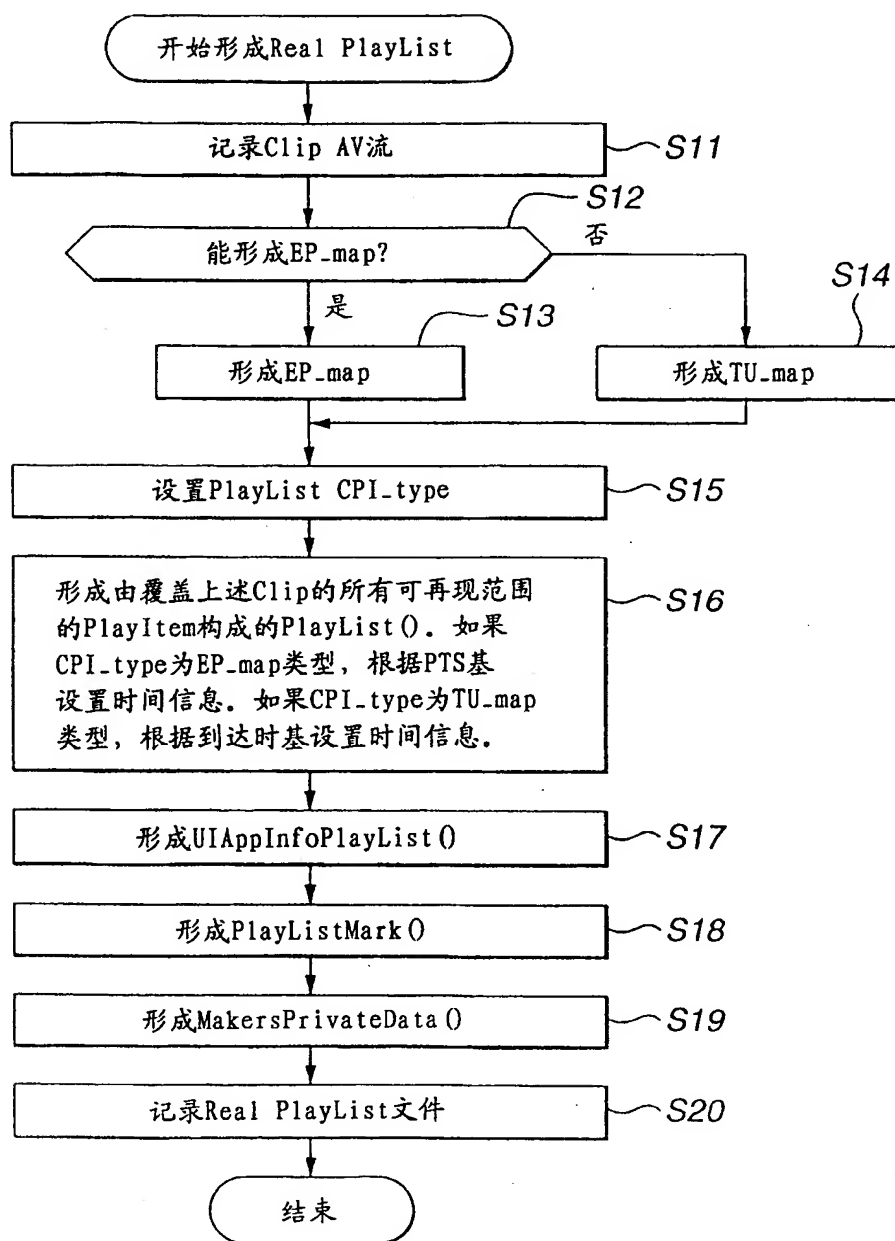 开始形成Real PlayList
记录Clip AV流
S11
S12
能形成EP_map?
否
是
S13
S14
形成EP_map
形成TU_map
设置PlayList CPI_type
S15
形成由覆盖上述Clip的所有可再现范围
的PlayItem构成的PlayList()。如果
CPI_type为EP_map类型，根据PTS基
设置时间信息。如果CPI_type为TU_map
类型，根据到达时基设置时间信息。
S16
形成UIAppInfoPlayList()
S17
形成PlayListMark()
S18
形成MakersPrivateData()
S19
记录Real PlayList文件
S20
结束